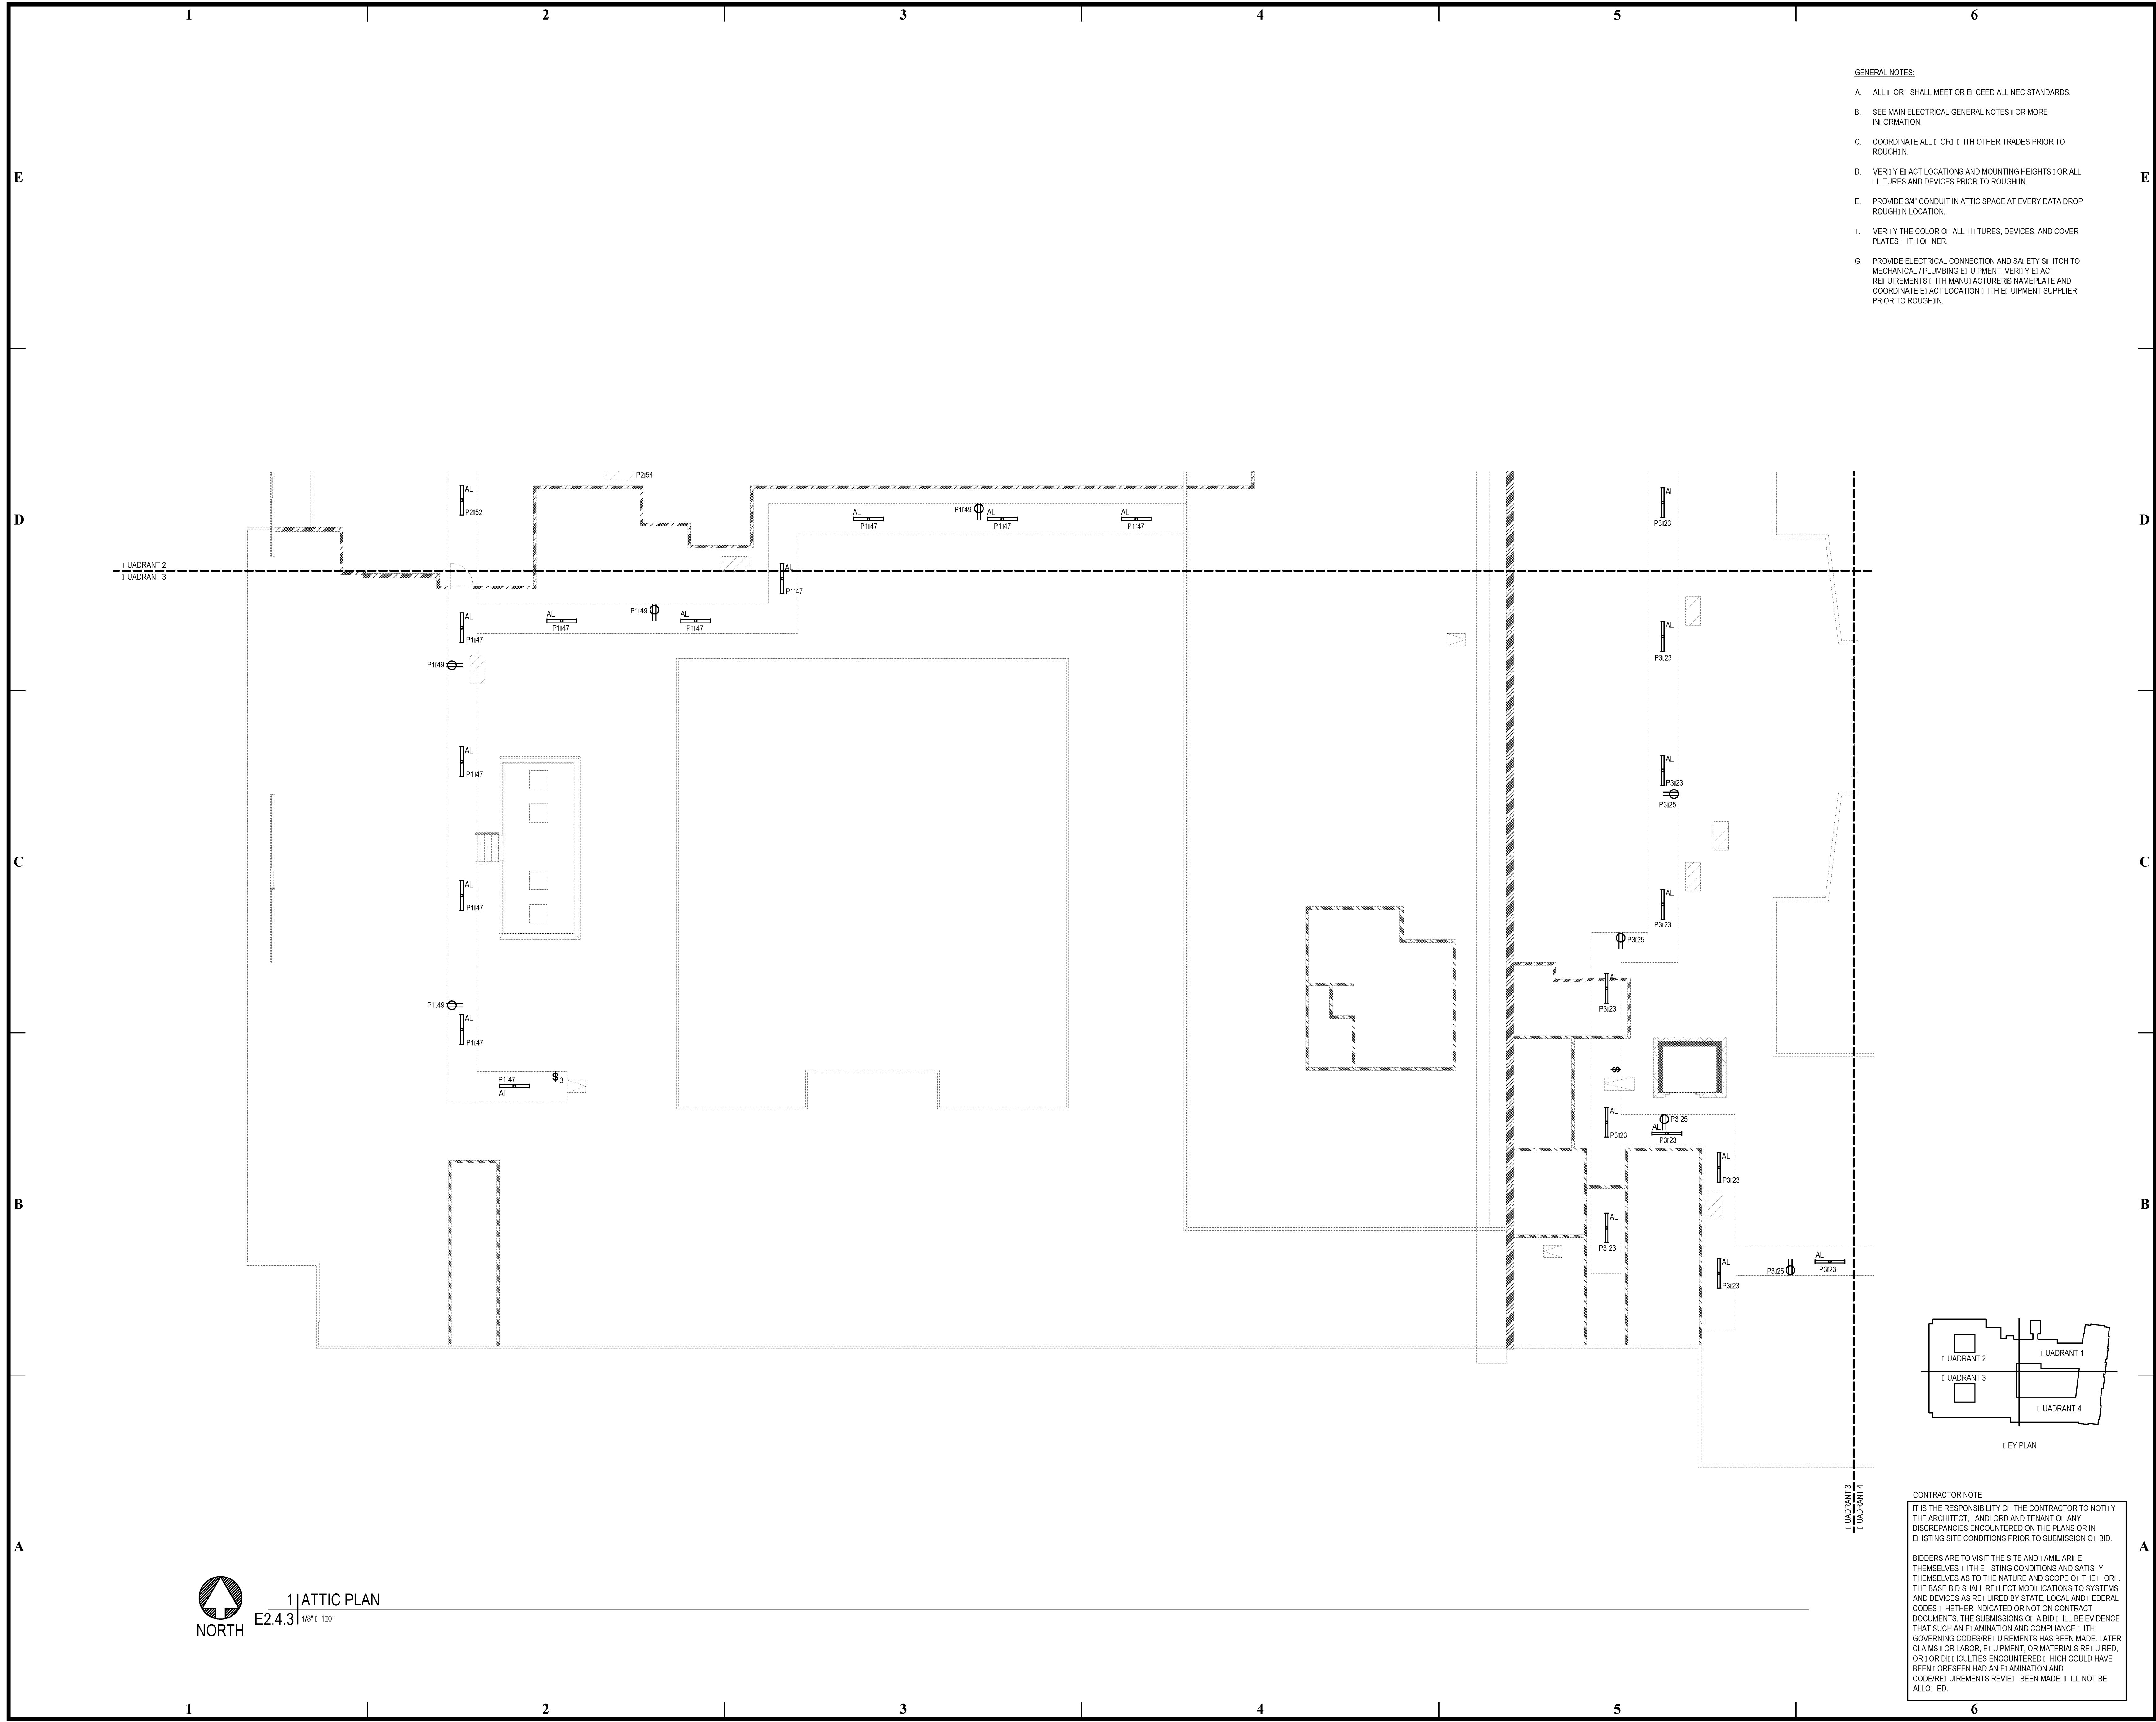 1 2 3 4 5 6
GENERAL NOTES:
A. ALL ▯ OR▯ SHALL MEET OR E▯ CEED ALL NEC STANDARDS.
B. SEE MAIN ELECTRICAL GENERAL NOTES ▯ OR MORE
IN▯ ORMATION.
C. COORDINATE ALL ▯ OR▯ ▯ ITH OTHER TRADES PRIOR TO
ROUGH▯IN.
D. VERI▯ Y E▯ ACT LOCATIONS AND MOUNTING HEIGHTS ▯ OR ALL
▯ I▯ TURES AND DEVICES PRIOR TO ROUGH▯IN.
E. PROVIDE 3/4" CONDUIT IN ATTIC SPACE AT EVERY DATA DROP
ROUGH▯IN LOCATION.
▯ . VERI▯ Y THE COLOR O▯ ALL ▯ I▯ TURES, DEVICES, AND COVER
PLATES ▯ ITH O▯ NER.
G. PROVIDE ELECTRICAL CONNECTION AND SA▯ ETY S▯ ITCH TO
MECHANICAL / PLUMBING E▯ UIPMENT. VERI▯ Y E▯ ACT
RE▯ UIREMENTS ▯ ITH MANU▯ ACTURER▯S NAMEPLATE AND
COORDINATE E▯ ACT LOCATION ▯ ITH E▯ UIPMENT SUPPLIER
PRIOR TO ROUGH▯IN.
E E
P2▯54
AL
P2▯52
AL
P1▯47
P1▯49
AL
P1▯47
AL
P1▯47
AL
P3▯23
D D
▯ UADRANT 2
▯ UADRANT 3
AL
P1▯47
AL
P1▯47
P1▯49
AL
P1▯47
AL
P1▯47
P1▯49
AL
P3▯23
AL
P1▯47
AL
P3▯23
P3▯25
C C
AL
P1▯47
AL
P3▯23
P3▯25
AL
P3▯23
P1▯49
AL
P1▯47
P1▯47
AL
$ 3
$
AL
P3▯23
P3▯25
AL
P3▯23
AL
P3▯23
B B
AL
P3▯23
AL
P3▯23
P3▯25
AL
P3▯23
▯ UADRANT 2
▯ UADRANT 1
▯ UADRANT 3
▯ UADRANT 4
▯ EY PLAN
▯ UADRANT 3
▯ UADRANT 4
CONTRACTOR NOTE
IT IS THE RESPONSIBILITY O▯ THE CONTRACTOR TO NOTI▯ Y
THE ARCHITECT, LANDLORD AND TENANT O▯ ANY
DISCREPANCIES ENCOUNTERED ON THE PLANS OR IN
E▯ ISTING SITE CONDITIONS PRIOR TO SUBMISSION O▯ BID.
BIDDERS ARE TO VISIT THE SITE AND ▯ AMILIARI▯ E
THEMSELVES ▯ ITH E▯ ISTING CONDITIONS AND SATIS▯ Y
THEMSELVES AS TO THE NATURE AND SCOPE O▯ THE ▯ OR▯ .
THE BASE BID SHALL RE▯ LECT MODI▯ ICATIONS TO SYSTEMS
AND DEVICES AS RE▯ UIRED BY STATE, LOCAL AND ▯ EDERAL
CODES ▯ HETHER INDICATED OR NOT ON CONTRACT
DOCUMENTS. THE SUBMISSIONS O▯ A BID ▯ ILL BE EVIDENCE
THAT SUCH AN E▯ AMINATION AND COMPLIANCE ▯ ITH
GOVERNING CODES/RE▯ UIREMENTS HAS BEEN MADE. LATER
CLAIMS ▯ OR LABOR, E▯ UIPMENT, OR MATERIALS RE▯ UIRED,
OR ▯ OR DI▯ ▯ ICULTIES ENCOUNTERED ▯ HICH COULD HAVE
BEEN ▯ ORESEEN HAD AN E▯ AMINATION AND
CODE/RE▯ UIREMENTS REVIE▯ BEEN MADE, ▯ ILL NOT BE
ALLO▯ ED.
A A
1 ATTIC PLAN
E2.4.3 1/8" ▯ 1▯0"
NORTH
1 2 3 4 5 6